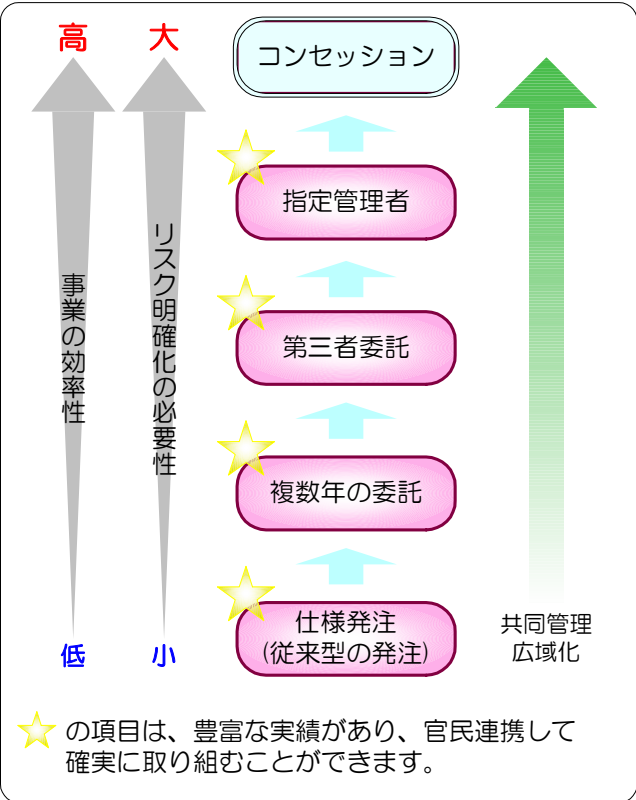 高
大
コンセッション
指定管理者
第三者委託
複数年の委託
仕様発注
(従来型の発注)
事業の効率性
リスク明確化の必要性
低
小
共同管理
広域化
の項目は、豊富な実績があり、官民連携して
確実に取り組むことができます。